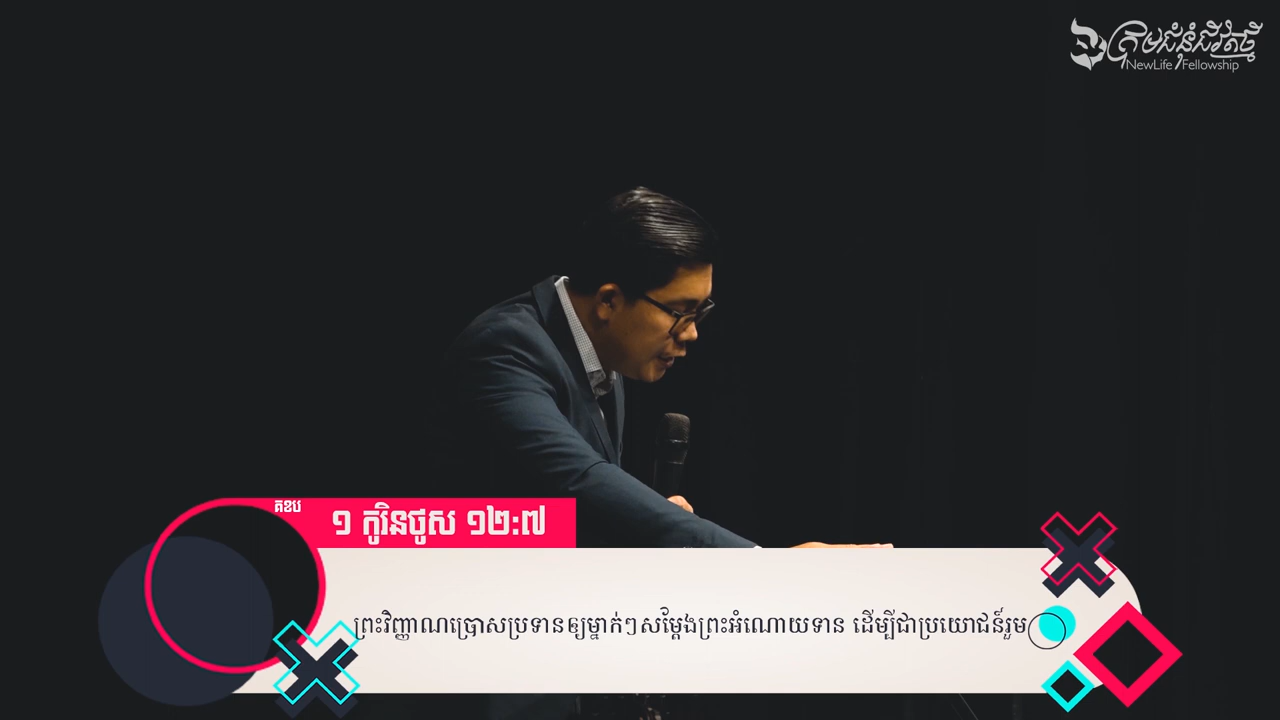 ក្រុមជំនុំជីវិតថ្មី
NewLife Fellowship
គខប
១ កូរិនថូស ១២:៧
ព្រះវិញ្ញាណប្រោសប្រទានឲ្យម្នាក់ៗសម្តែងព្រះអំណោយទាន ដើម្បីជាប្រយោជន៍រួម